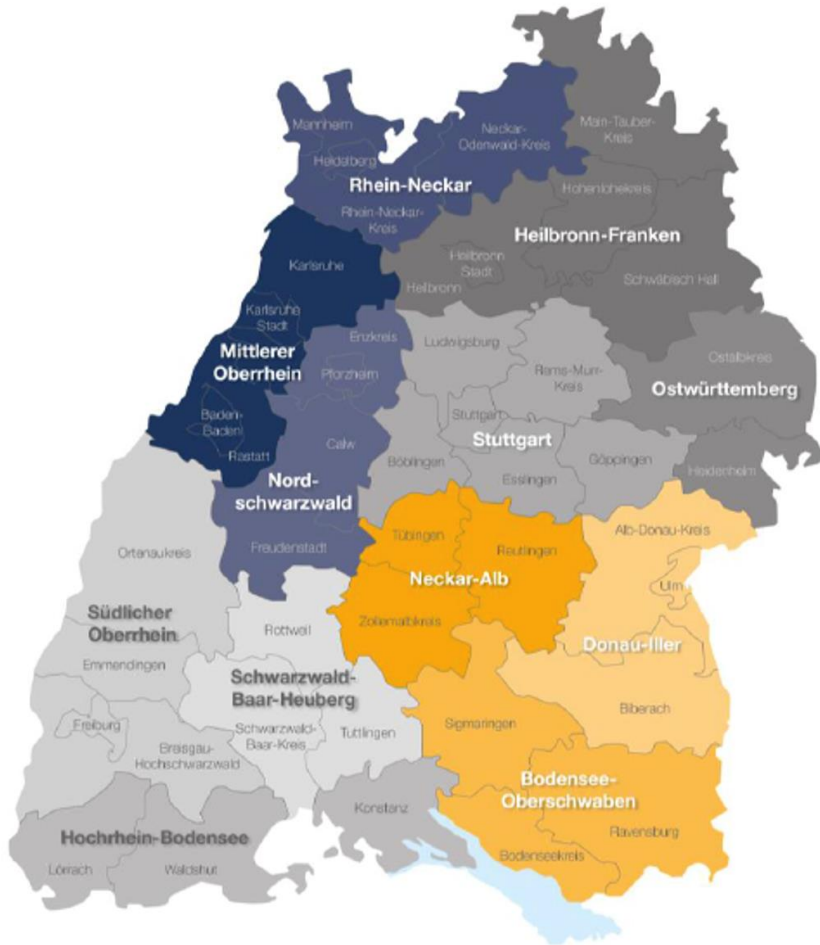 Mannheim
Heidelberg
Neckar-
Odenwald-Kreis
Main-Tauber-
Kreis
Rhein-Neckar
Rhein-Neckar-
Kreis
Hohenlohekreis
Heilbronn-Franken
Heilbronn
Stadt
Heilbronn
Schwäbisch Hall
Karlsruhe
Karlsruhe
Stadt
Mittlerer
Oberrhein
Baden-
Baden
Rastatt
Enzkreis
Pforzheim
Calw
Nord-
schwarzwald
Freudenstadt
Ludwigsburg
Rems-Murr-
Kreis
Stuttgart
Stuttgart
Böblingen
Esslingen
Göppingen
Ostalbkreis
Ostwürttemberg
Heidenheim
Ortenaukreis
Südlicher
Oberrhein
Emmendingen
Freiburg
Breisgau-
Hochschwarzwald
Tübingen
Reutlingen
Neckar-Alb
Zollernalbkreis
Alb-Donau-Kreis
Ulm
Donau-Iller
Biberach
Rottweil
Schwarzwald-
Baar-Heuberg
Schwarzwald-
Baar-Kreis
Tuttlingen
Sigmaringen
Bodensee-
Oberschwaben
Ravensburg
Bodenseekreis
Konstanz
Hochrhein-Bodensee
Lörrach
Waldshut